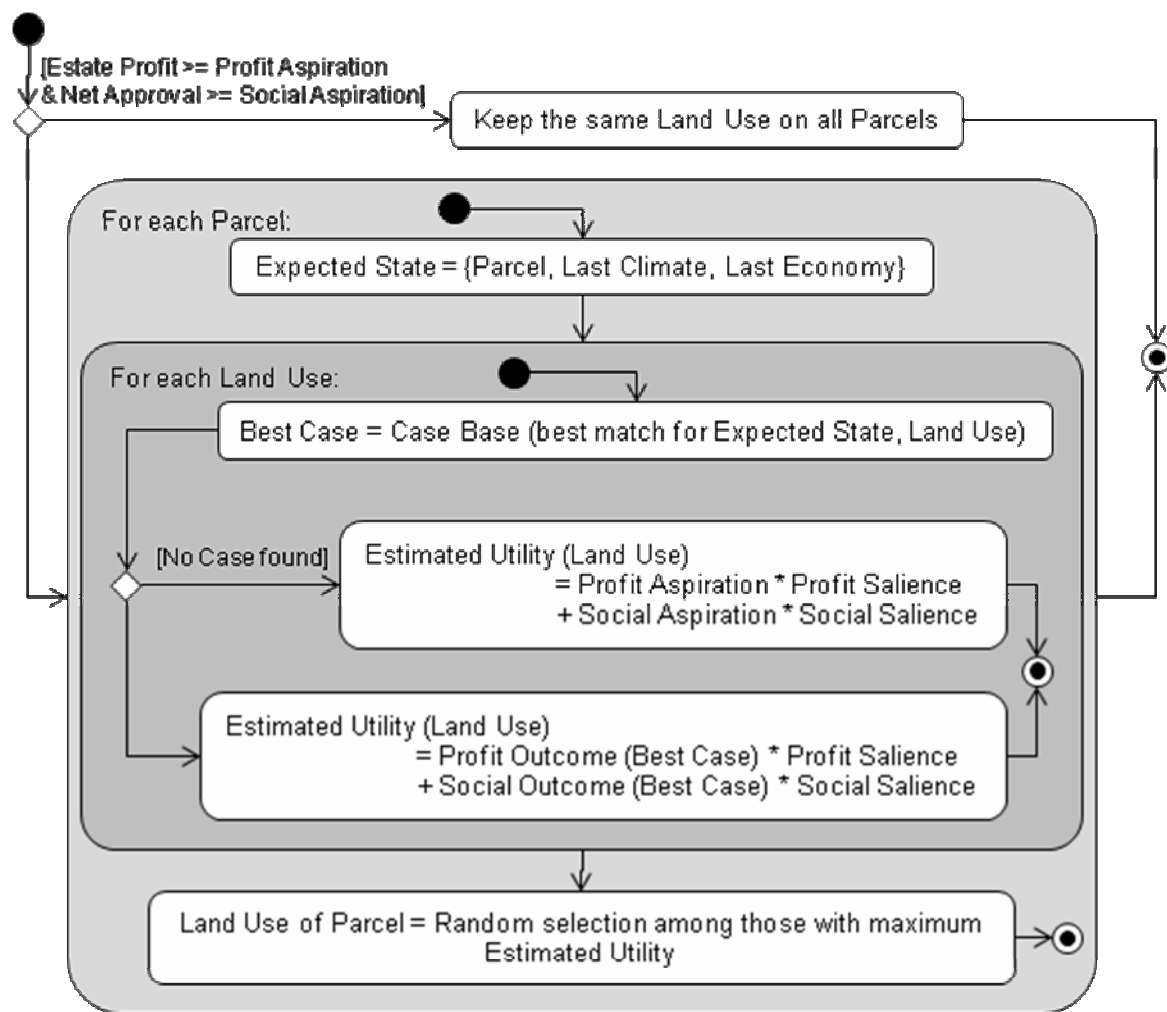 [Estate Profit >= Profit Aspiration
& Net Approval >= Social Aspiration]
Keep the same Land Use on all Parcels
For each Parcel:
Expected State = {Parcel, Last Climate, Last Economy}
For each Land Use:
Best Case = Case Base (best match for Expected State, Land Use)
[No Case found]
Estimated Utility (Land Use)
= Profit Aspiration * Profit Salience
+ Social Aspiration * Social Salience
Estimated Utility (Land Use)
= Profit Outcome (Best Case) * Profit Salience
+ Social Outcome (Best Case) * Social Salience
Land Use of Parcel = Random selection among those with maximum
Estimated Utility